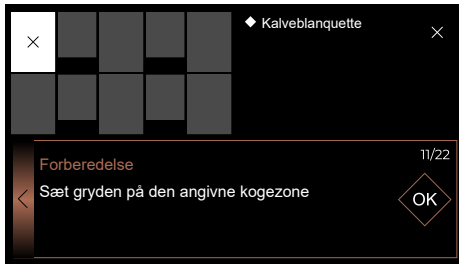 Kalveblanquette
11/22
Forberedelse
Sæt gryden på den angivne kogezone
OK